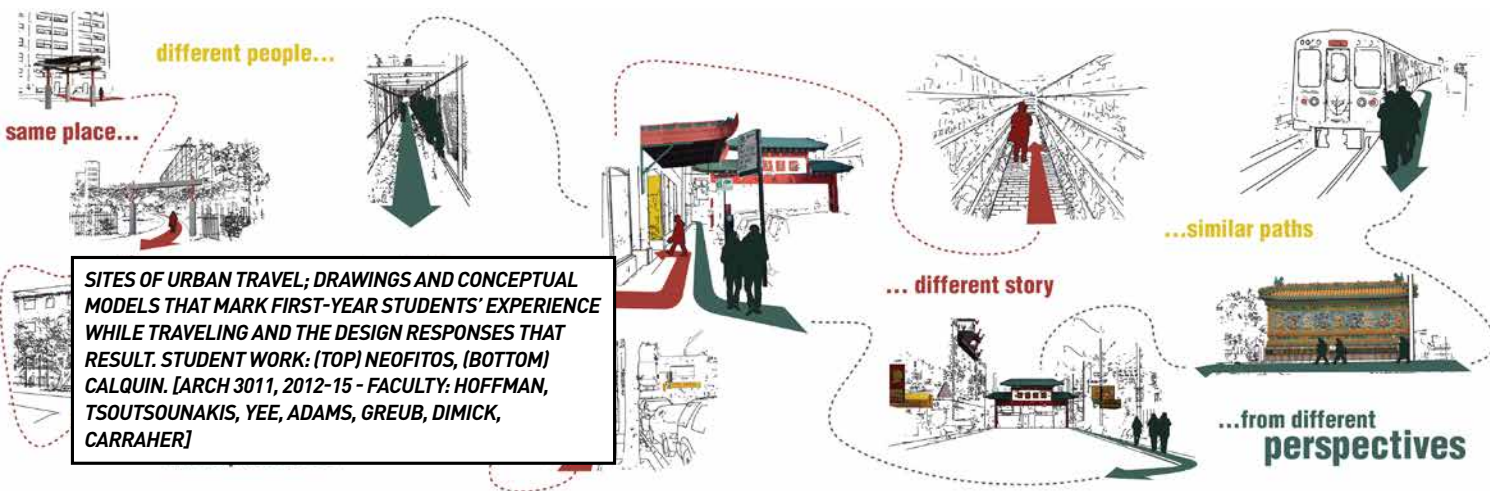 different people...
same place...
...similar paths
SITES OF URBAN TRAVEL; DRAWINGS AND CONCEPTUAL
MODELS THAT MARK FIRST-YEAR STUDENTS' EXPERIENCE
WHILE TRAVELING AND THE DESIGN RESPONSES THAT
RESULT. STUDENT WORK: (TOP) NEOFITOS, (BOTTOM)
CALQUIN. [ARCH 3011, 2012-15 - FACULTY: HOFFMAN,
TSOUTSOUNAKIS, YEE, ADAMS, GREUB, DIMICK,
CARRAHER]
... different story
...from different
perspectives